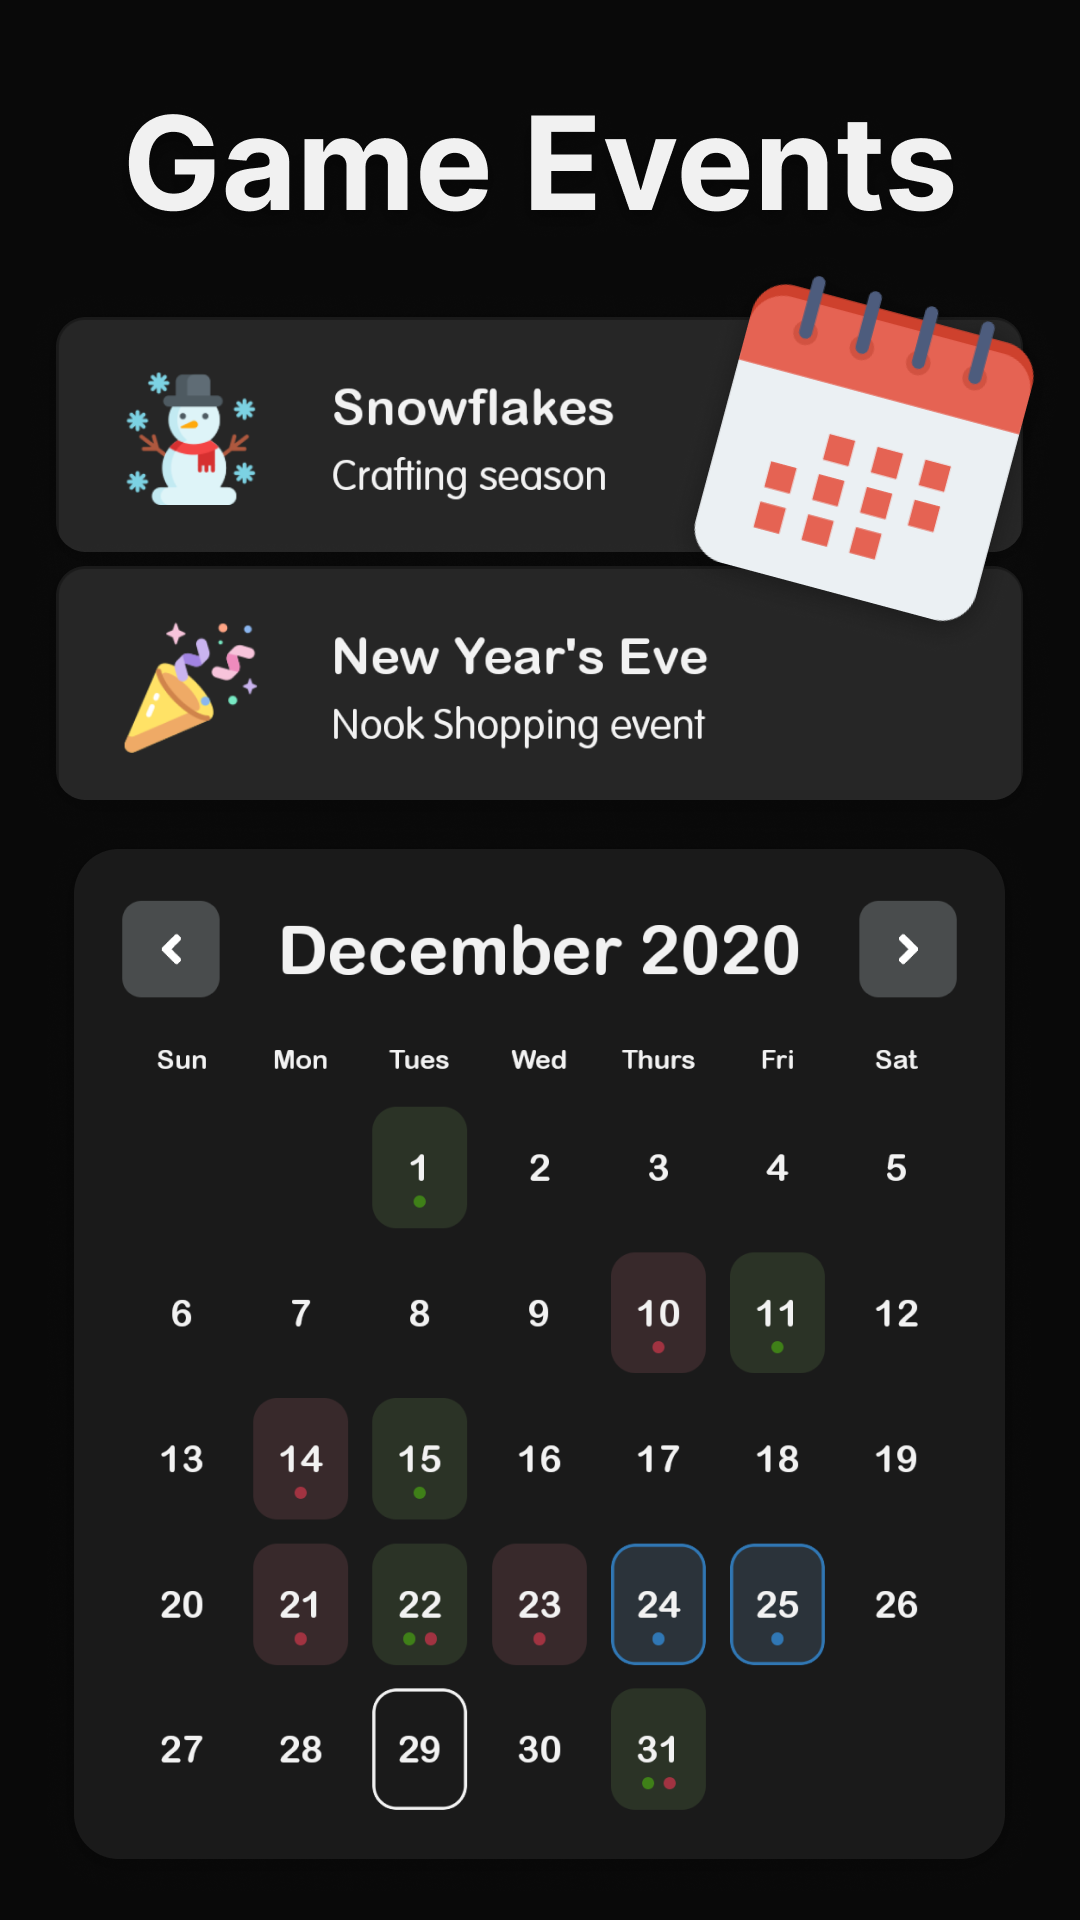 Game Events
Snowflakes
Crafting season
New Year's Eve
Nook Shopping event
December 2020
Sun Mon Tues Wed Thurs Fri Sat
1 2 3 4 5
6 7 8 9 10 11 12
13 14 15 16 17 18 19
20 21 22 23 24 25 26
27 28 29 30 31